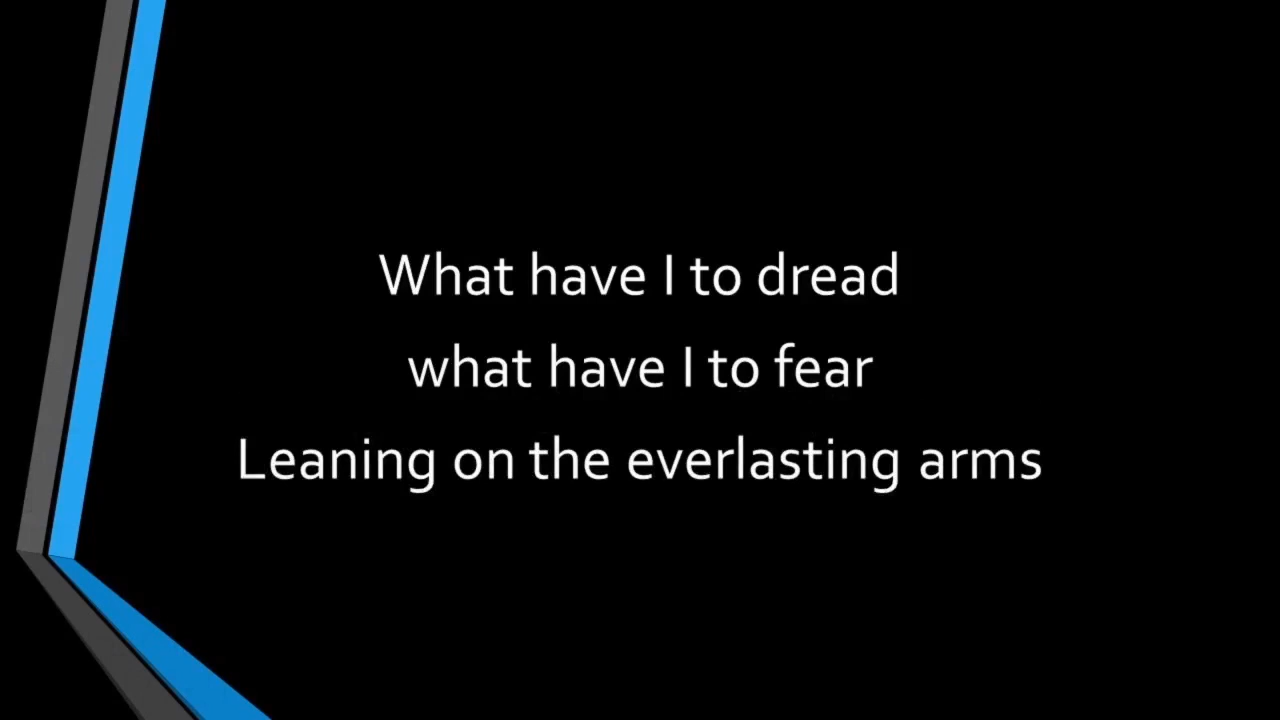 What have I to dread
what have I to fear
Leaning on the everlasting arms